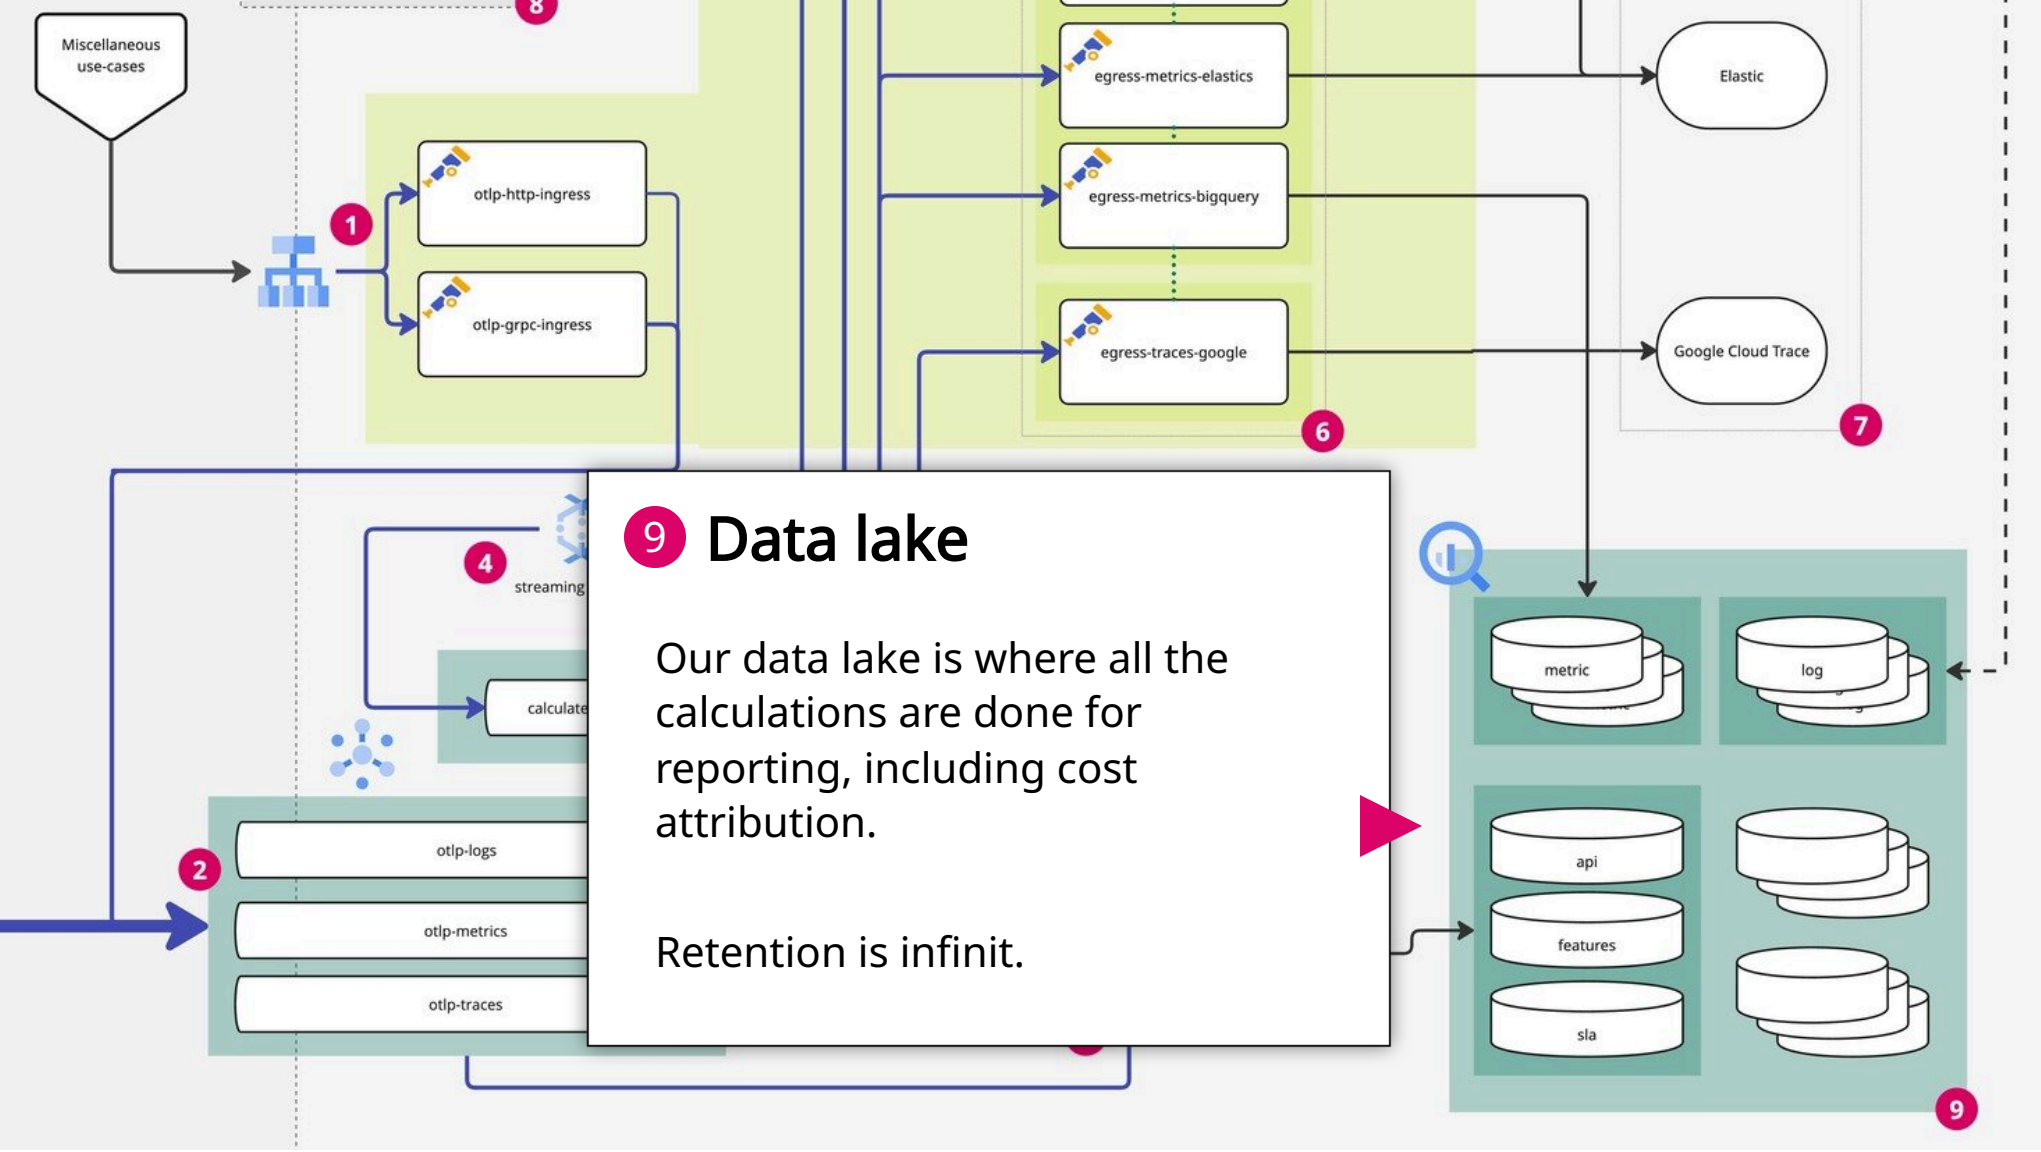 8
Miscellaneous
use-cases
egress-metrics-elastics
Elastic
otlp-http-ingress
egress-metrics-bigquery
1
otlp-grpc-ingress
egress-traces-google
Google Cloud Trace
6
7
9 Data lake
4
streaming
Our data lake is where all the
calculations are done for
reporting, including cost
attribution.
Retention is infinit.
metric
log
calculate
2
otlp-logs
otlp-metrics
otlp-traces
api
features
sla
9